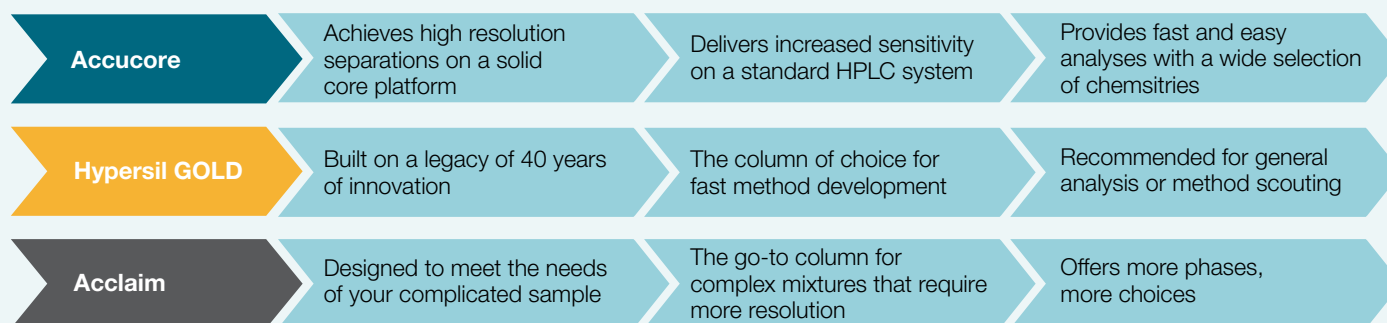 Accucore
Achieves high resolution
separations on a solid
core platform
Delivers increased sensitivity
on a standard HPLC system
Provides fast and easy
analyses with a wide selection
of chemsitries
Hypersil GOLD
Built on a legacy of 40 years
of innovation
The column of choice for
fast method development
Recommended for general
analysis or method scouting
Acclaim
Designed to meet the needs
of your complicated sample
The go-to column for
complex mixtures that require
more resolution
Offers more phases,
more choices